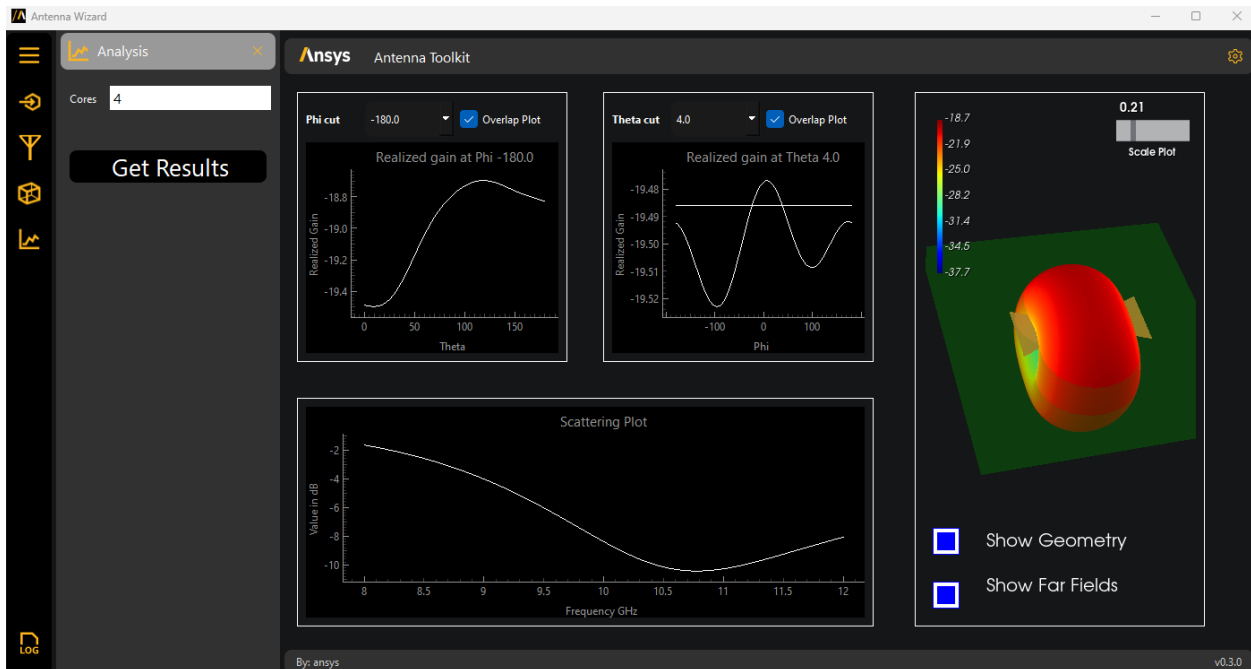 Antenna Wizard
Analysis
Cores 4
Get Results
LOG
Ansys Antenna Toolkit
Phi cut -180.0 Overlap Plot
Realized gain at Phi -180.0
Realized Gain
-18.8
-19.0
-19.2
-19.4
0 50 100 150
Theta
Theta cut 4.0 Overlap Plot
Realized gain at Theta 4.0
Realized Gain
-19.48
-19.49
-19.50
-19.51
-19.52
-100 0 100
Phi
Scattering Plot
Value in dB
-2
-4
-6
-8
-10
8 8.5 9 9.5 10 10.5 11 11.5 12
Frequency GHz
0.21
Scale Plot
-18.7
-21.9
-25.0
-28.2
-31.4
-34.5
-37.7
Show Geometry
Show Far Fields
By: ansys v0.3.0